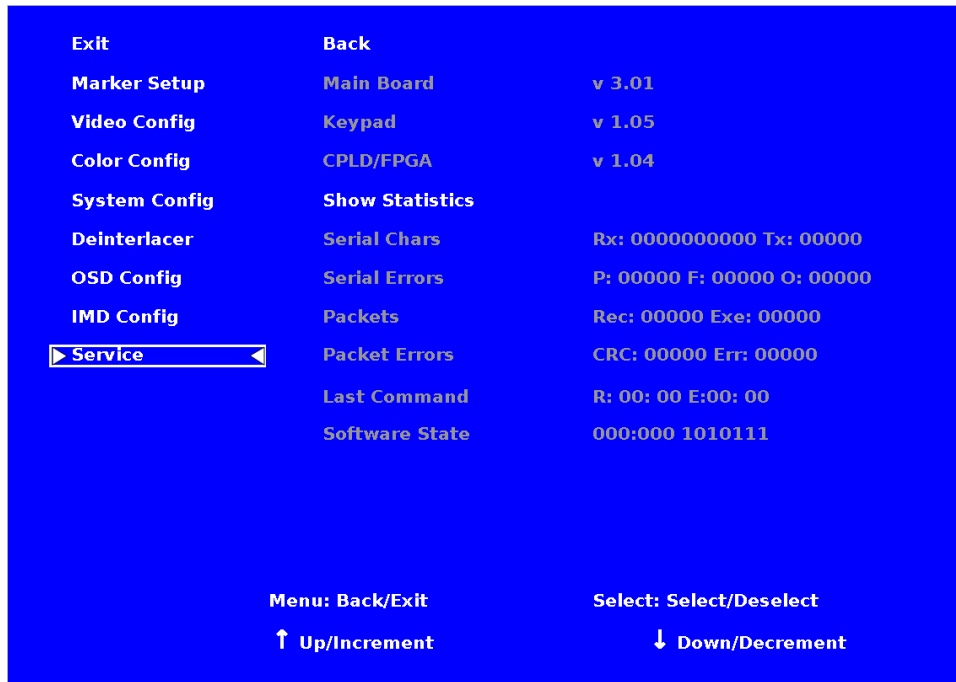 Exit Back
Marker Setup Main Board v 3.01
Video Config Keypad v 1.05
Color Config CPLD/FPGA v 1.04
System Config Show Statistics
Deinterlacer Serial Chars Rx: 0000000000 Tx: 00000
OSD Config Serial Errors P: 00000 F: 00000 O: 00000
IMD Config Packets Rec: 00000 Exe: 00000
Service Packet Errors CRC: 00000 Err: 00000
Last Command R: 00: 00 E:00: 00
Software State 000:000 1010111
Menu: Back/Exit Select: Select/Deselect
↑ Up/Increment ↓ Down/Decrement